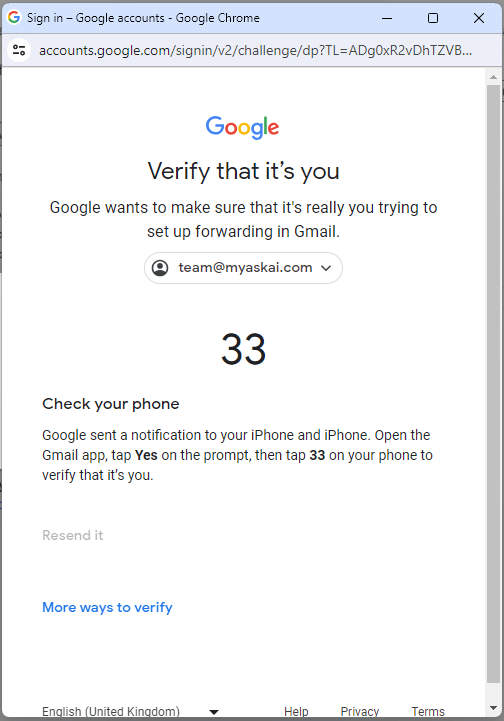 Sign in – Google accounts - Google Chrome
accounts.google.com/signin/v2/challenge/dp?TL=ADg0xR2vDhTZVB...
Google
Verify that it’s you
Google wants to make sure that it's really you trying to
set up forwarding in Gmail.
team@myaskai.com
33
Check your phone
Google sent a notification to your iPhone and iPhone. Open the
Gmail app, tap Yes on the prompt, then tap 33 on your phone to
verify that it’s you.
Resend it
More ways to verify
English (United Kingdom) Help Privacy Terms